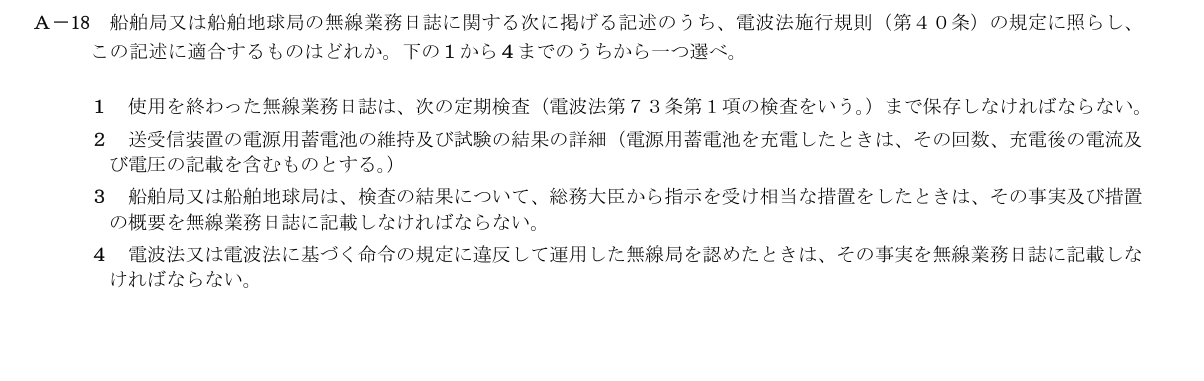 A－18 船舶局又は船舶地球局の無線業務日誌に関する次に掲げる記述のうち、電波法施行規則（第４０条）の規定に照らし、
この記述に適合するものはどれか。下の1から4までのうちから一つ選べ。
1 使用を終わった無線業務日誌は、次の定期検査（電波法第７３条第１項の検査をいう。）まで保存しなければならない。
2 送受信装置の電源用蓄電池の維持及び試験の結果の詳細（電源用蓄電池を充電したときは、その回数、充電後の電流及
び電圧の記載を含むものとする。）
3 船舶局又は船舶地球局は、検査の結果について、総務大臣から指示を受け相当な措置をしたときは、その事実及び措置
の概要を無線業務日誌に記載しなければならない。
4 電波法又は電波法に基づく命令の規定に違反して運用した無線局を認めたときは、その事実を無線業務日誌に記載しな
ければならない。